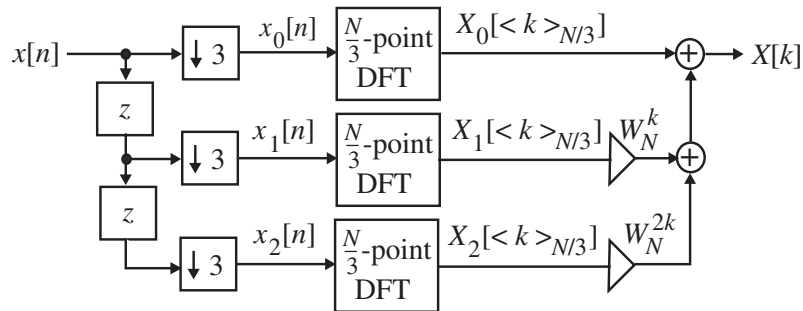 x[n] ↓ 3 x₀[n] N/3-point DFT X₀[<k>_{N/3}] + X[k]
z
↓ 3 x₁[n] N/3-point DFT X₁[<k>_{N/3}] W_N^k +
z
↓ 3 x₂[n] N/3-point DFT X₂[<k>_{N/3}] W_N^{2k}